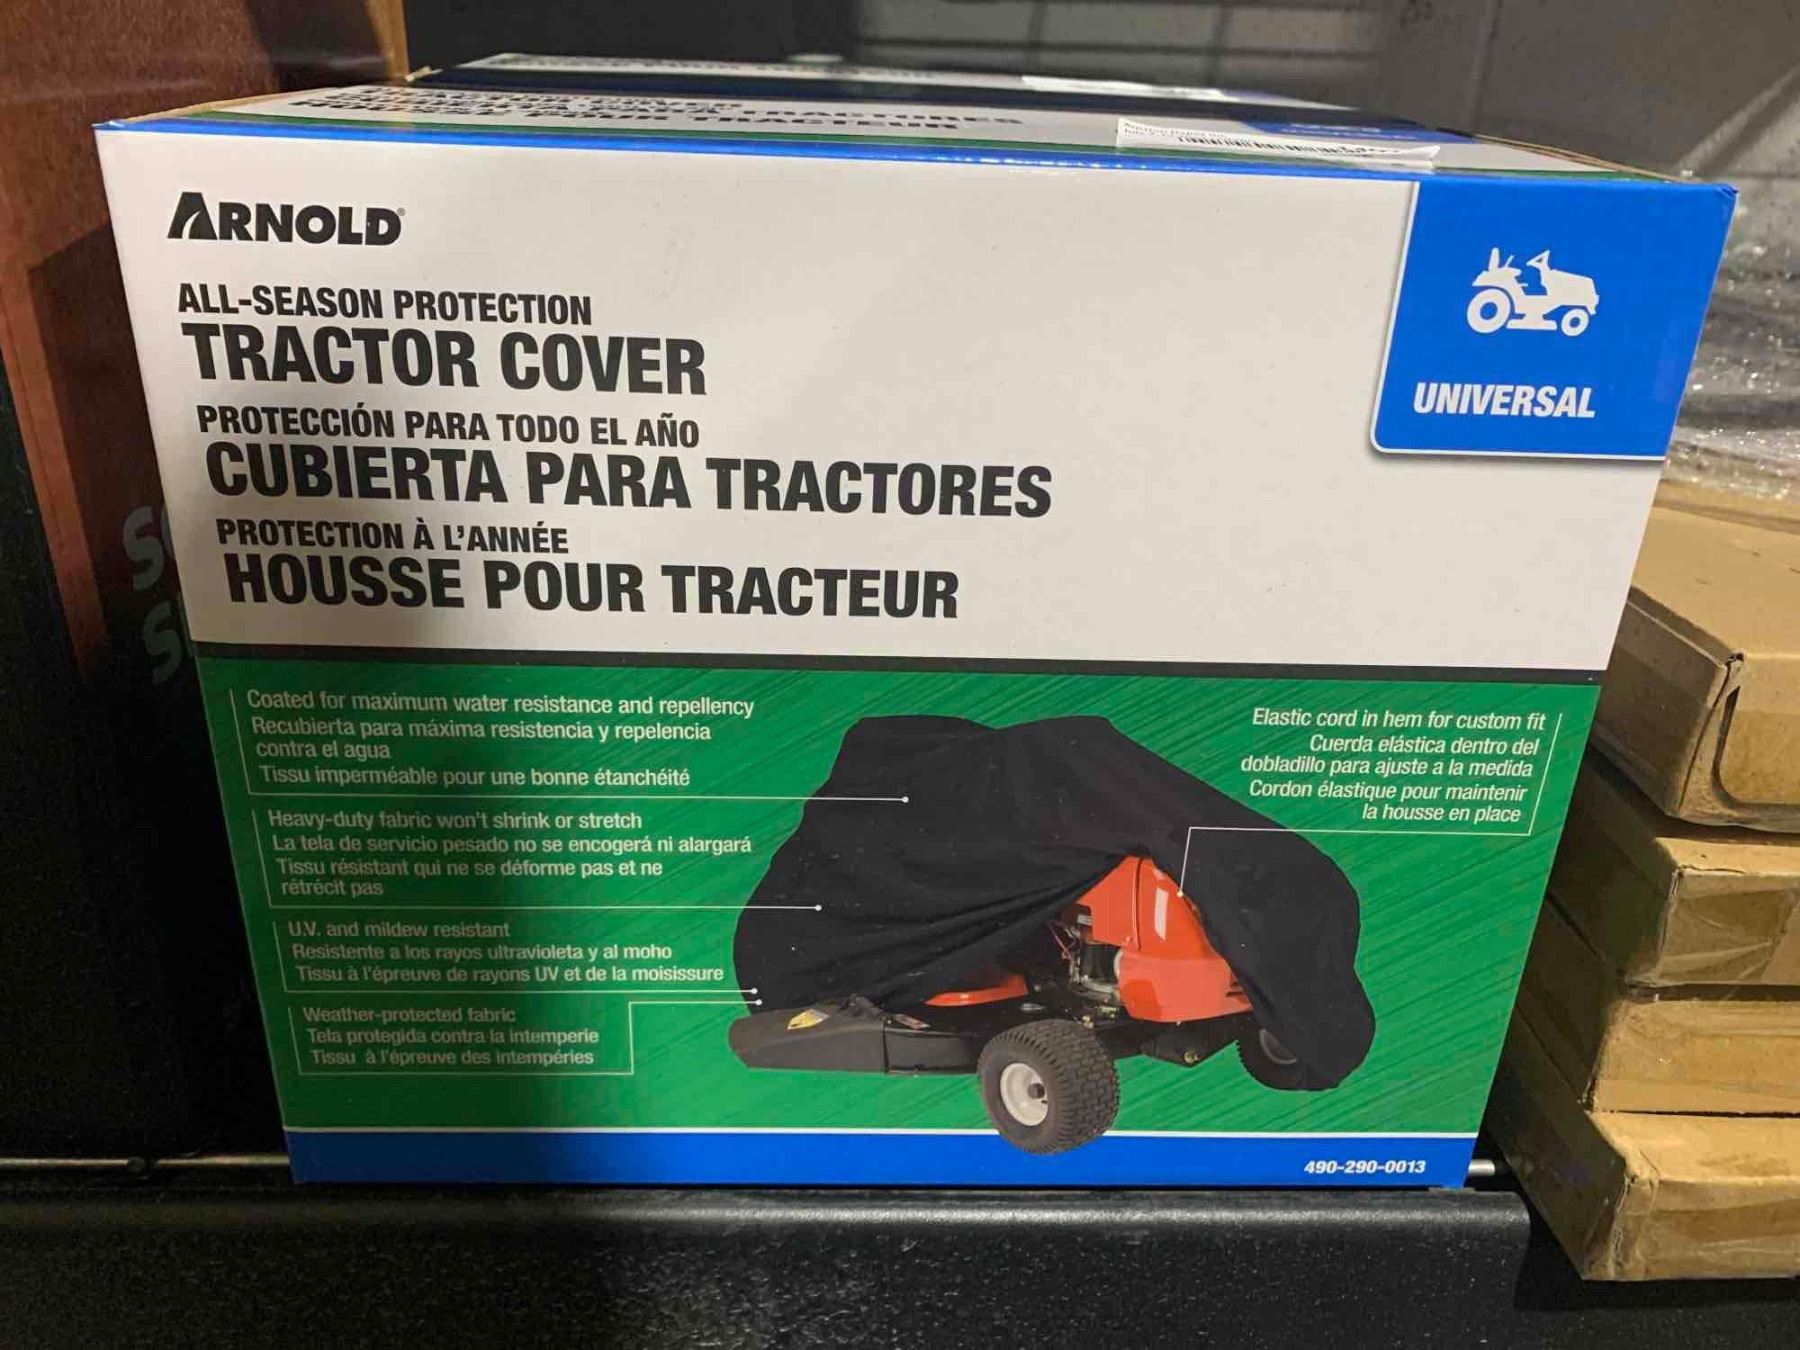 HOUSSE POUR TRACTEUR
ARNOLD®
ALL-SEASON PROTECTION
TRACTOR COVER
PROTECCIÓN PARA TODO EL AÑO
CUBIERTA PARA TRACTORES
PROTECTION À L'ANNÉE
HOUSSE POUR TRACTEUR
UNIVERSAL
Coated for maximum water resistance and repellency
Recubierta para máxima resistencia y repelencia
contra el agua
Tissu imperméable pour une bonne étanchéité
Heavy-duty fabric won't shrink or stretch
La tela de servicio pesado no se encogerá ni alargará
Tissu résistant qui ne se déforme pas et ne
rétrécit pas
U.V. and mildew resistant
Resistente a los rayos ultravioleta y al moho
Tissu à l'épreuve de rayons UV et de la moisissure
Weather-protected fabric
Tela protegida contra la intemperie
Tissu à l'épreuve des intempéries
Elastic cord in hem for custom fit
Cuerda elástica dentro del
dobladillo para ajuste a la medida
Cordon élastique pour maintenir
la housse en place
490-290-0013